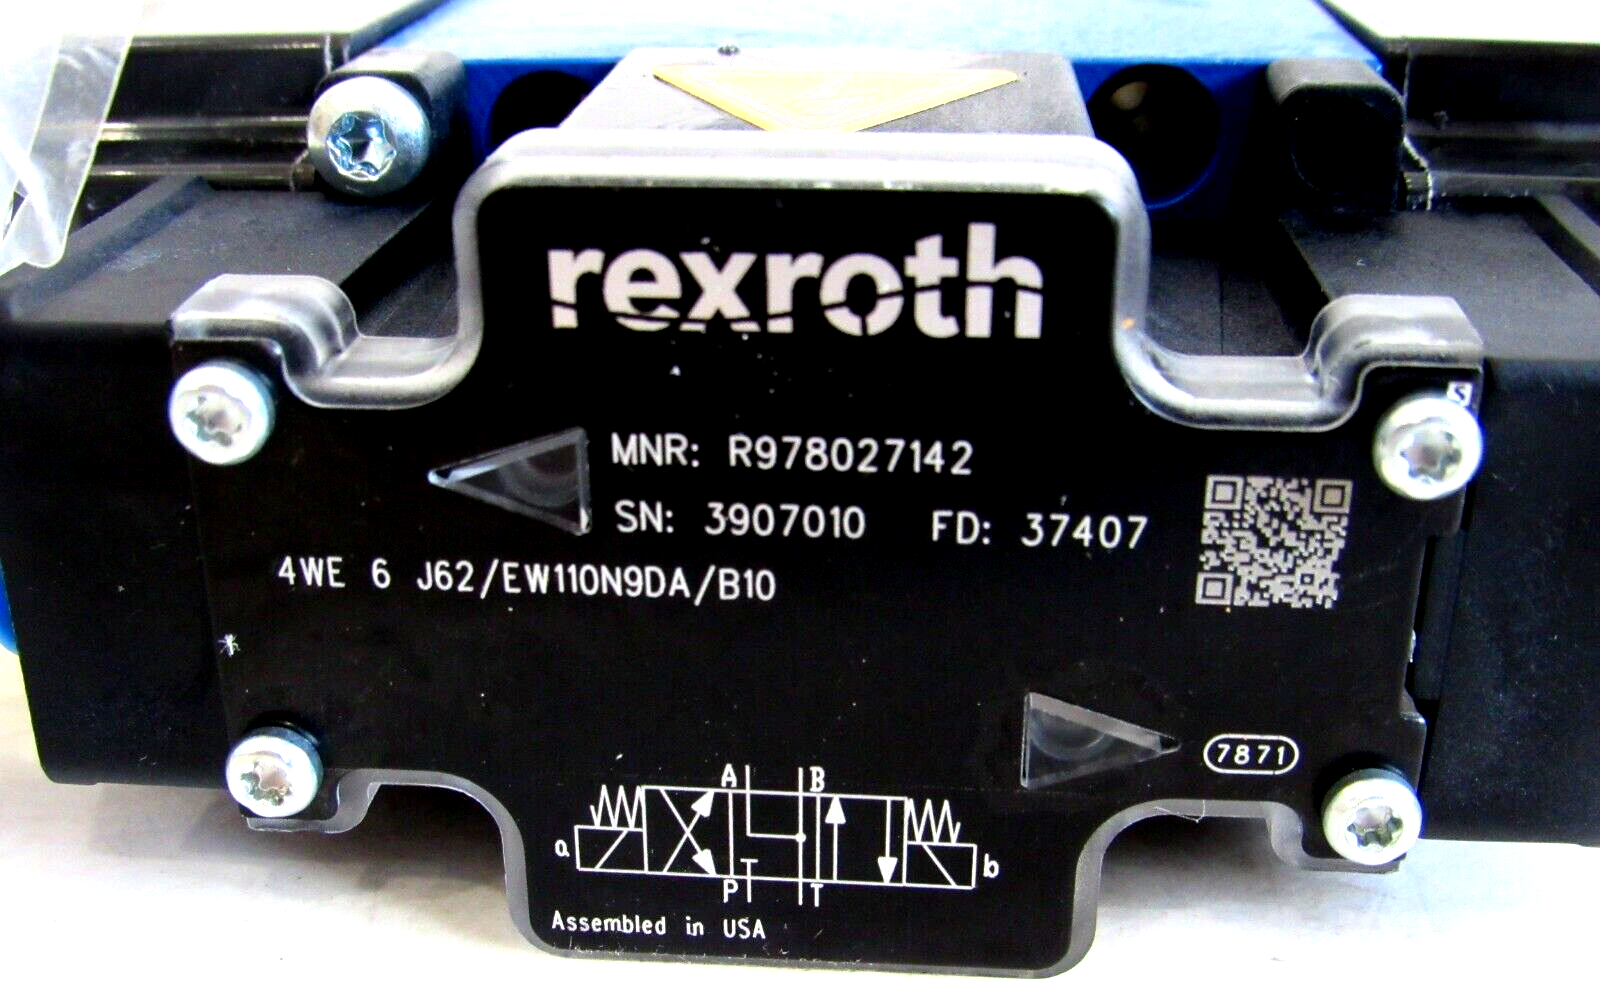 rexroth
S
MNR: R978027142
SN: 3907010 FD: 37407
4WE 6 J62/EW110N9DA/B10
7871
A B
a b
P T
Assembled in USA